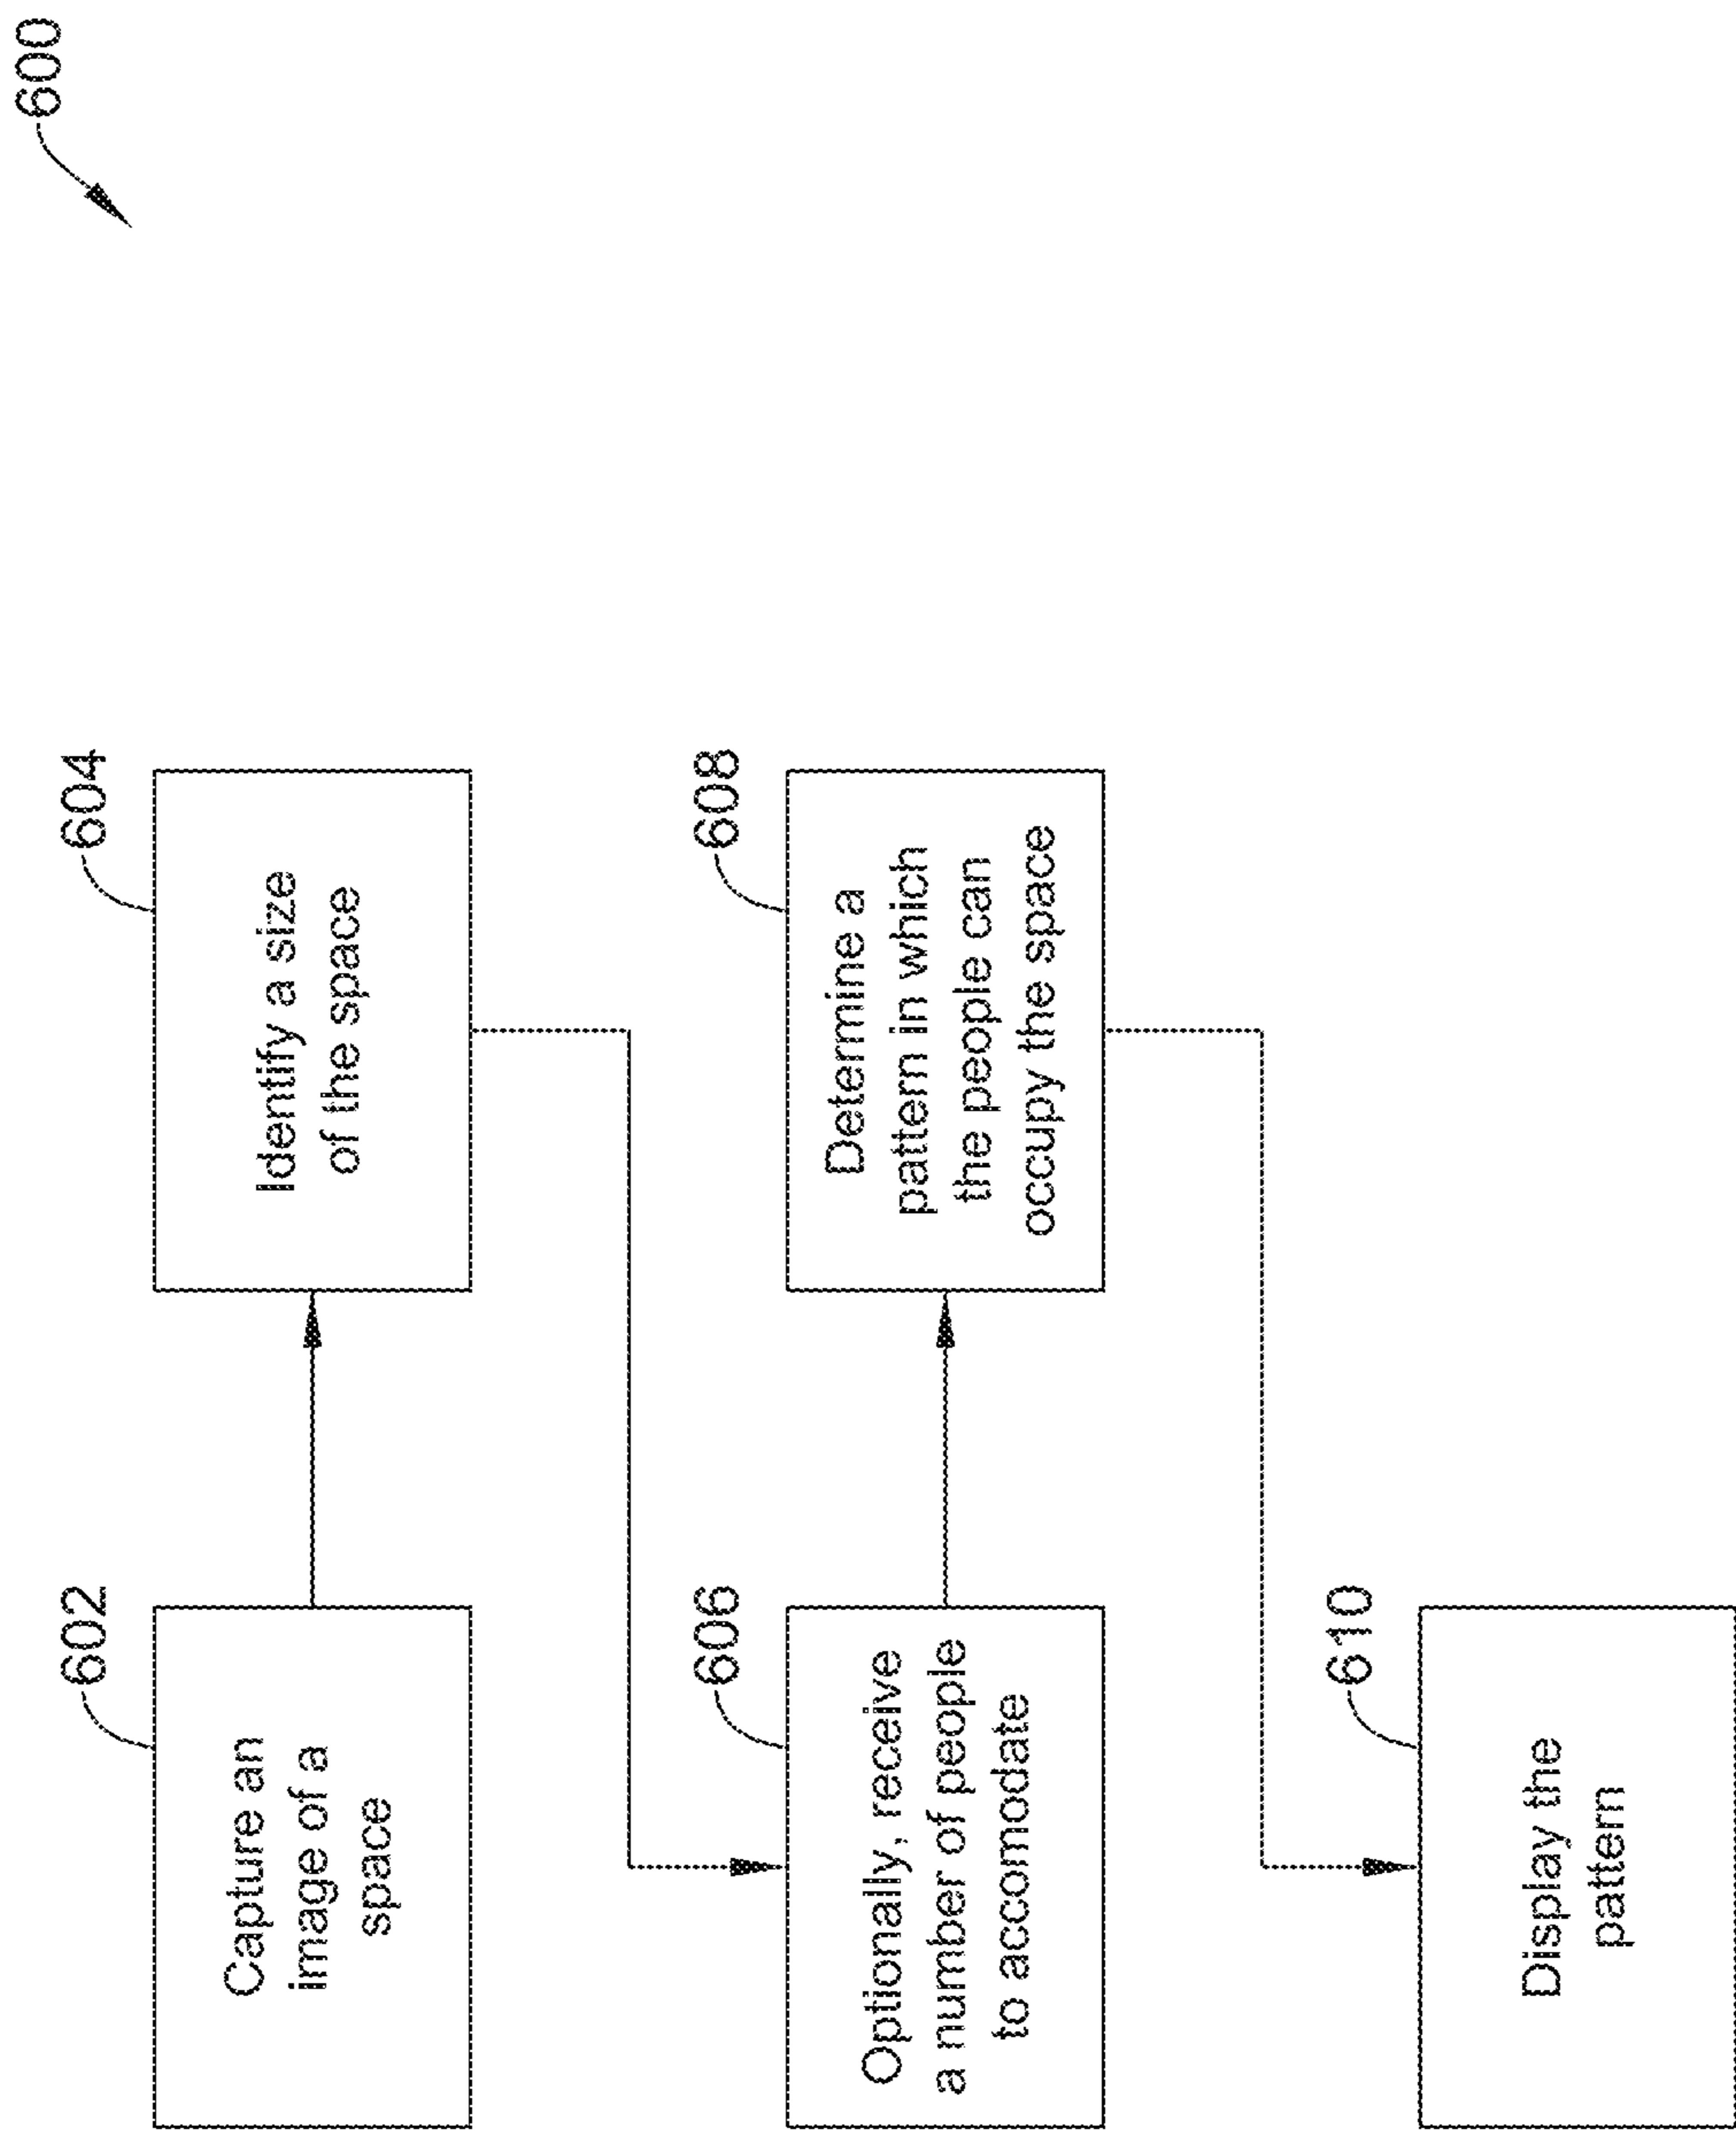 600
602
Capture an
image of a
space
604
Identify a size
of the space
606
Optionally, receive
a number of people
to accomodate
608
Determine a
pattern in which
the people can
occupy the space
610
Display the
pattern